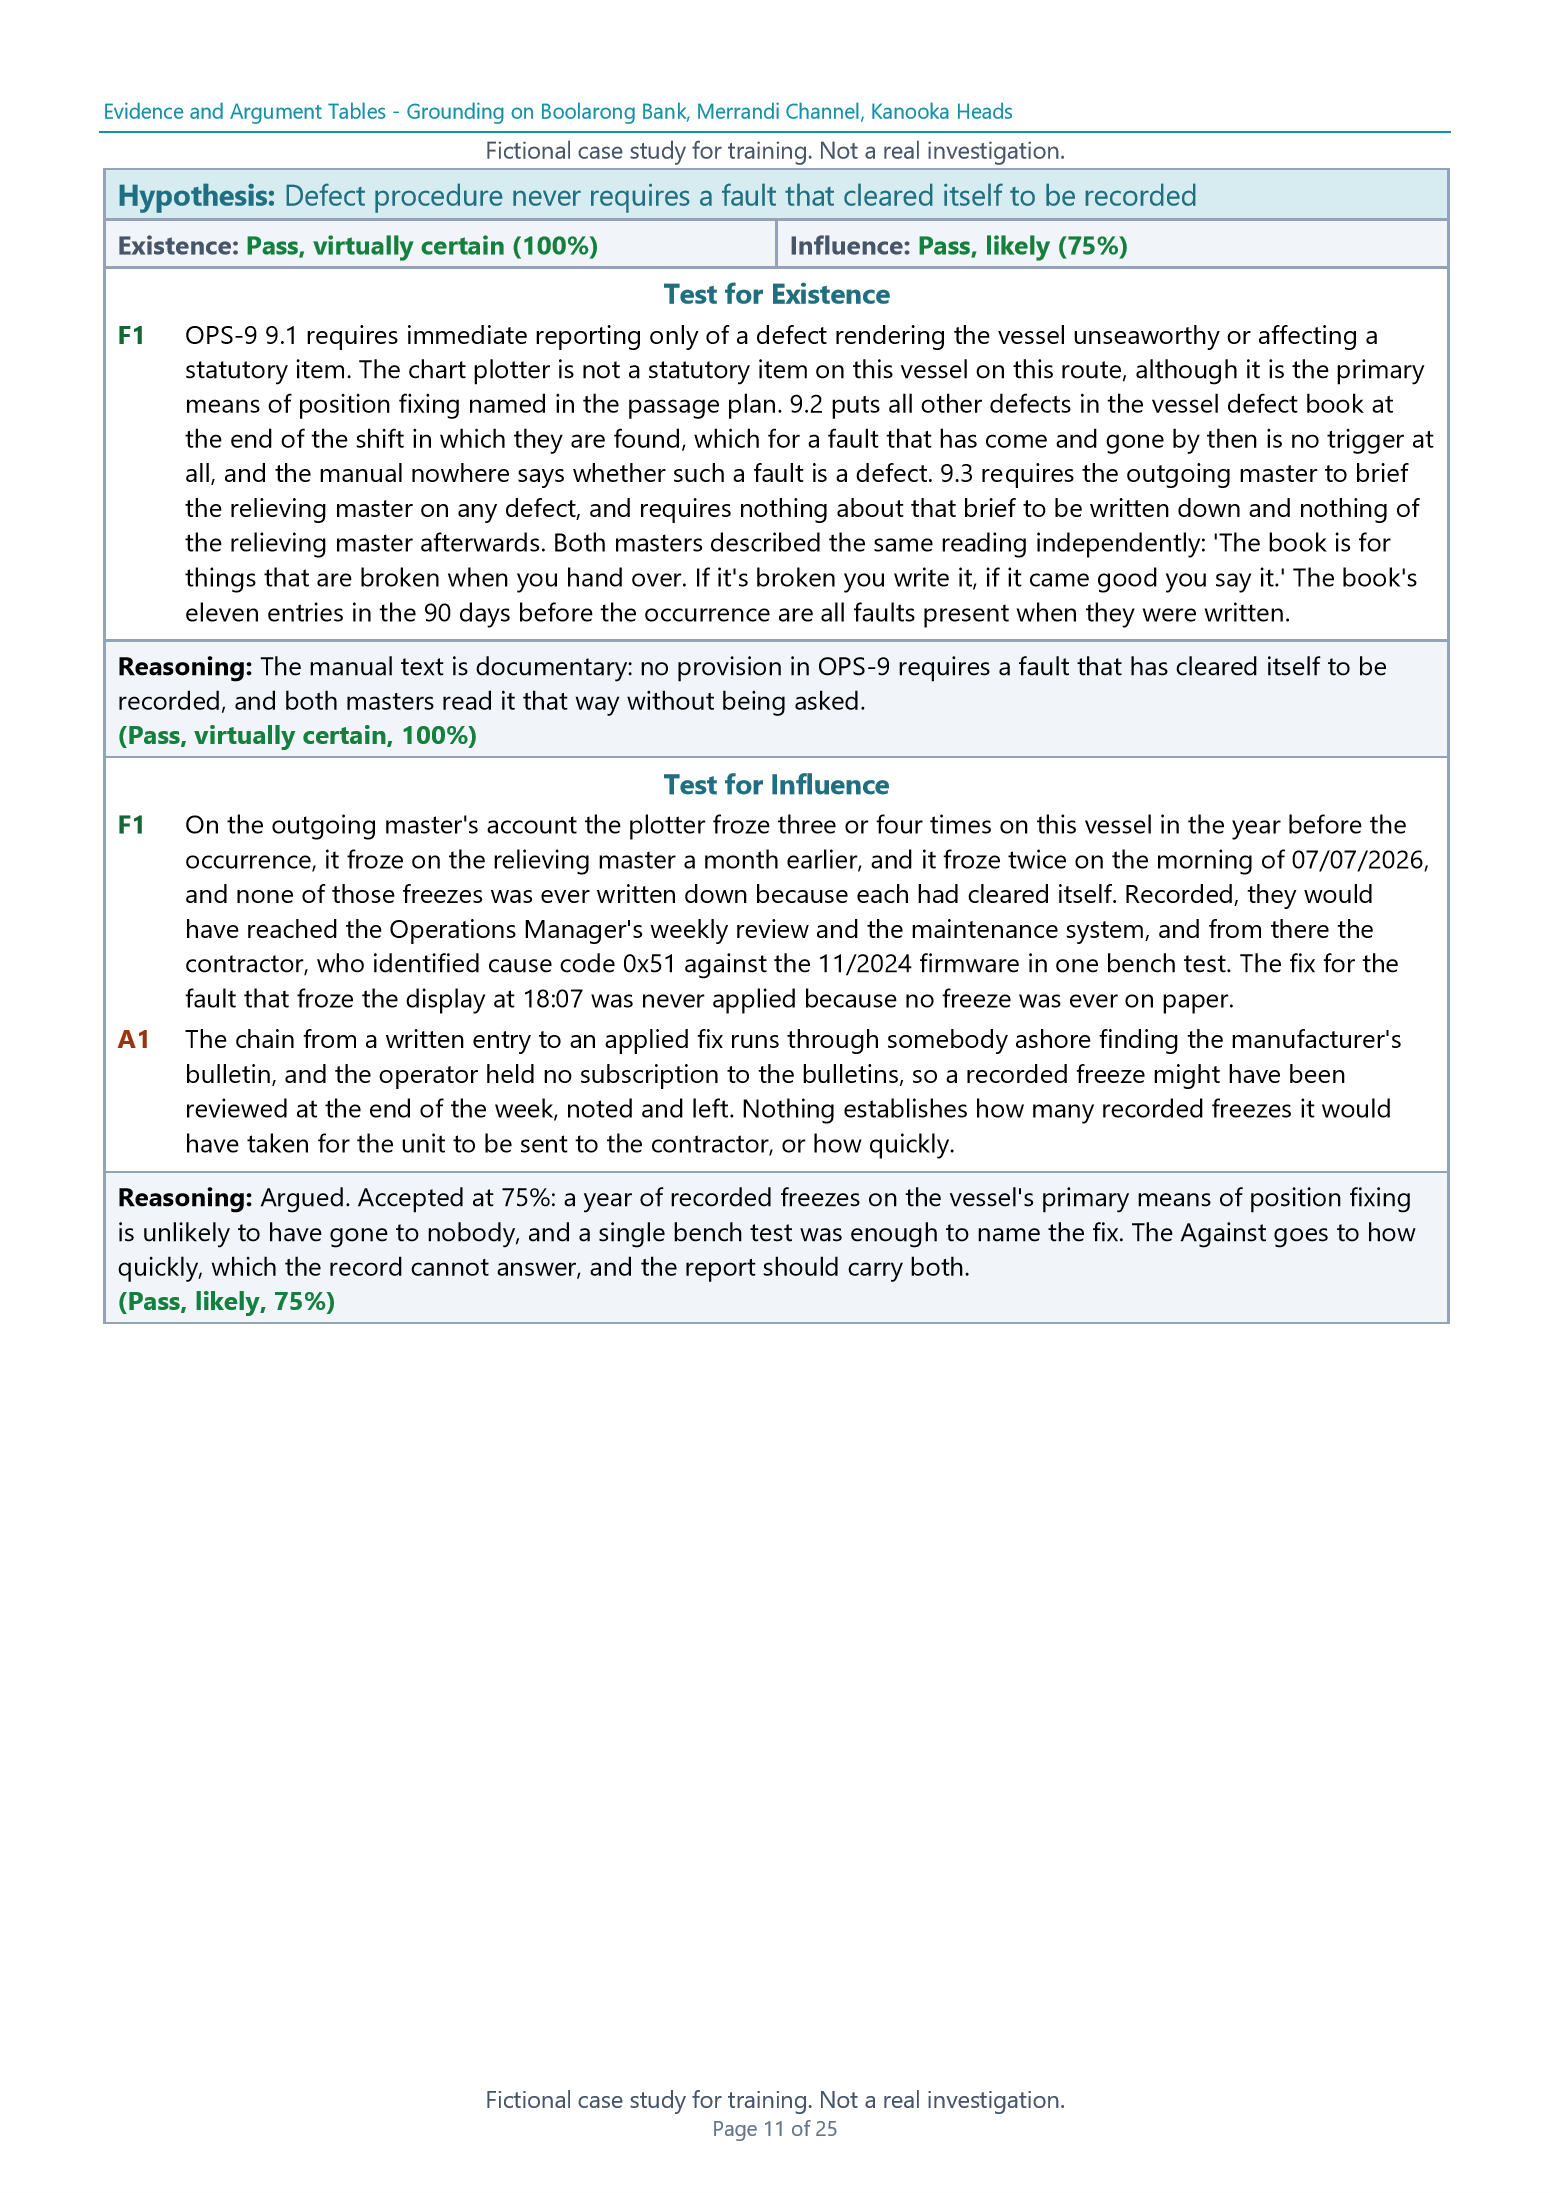 Evidence and Argument Tables - Grounding on Boolarong Bank, Merrandi Channel, Kanooka Heads
Fictional case study for training. Not a real investigation.
Hypothesis: Defect procedure never requires a fault that cleared itself to be recorded
Existence: Pass, virtually certain (100%)
Influence: Pass, likely (75%)
Test for Existence
F1 OPS-9 9.1 requires immediate reporting only of a defect rendering the vessel unseaworthy or affecting a
statutory item. The chart plotter is not a statutory item on this vessel on this route, although it is the primary
means of position fixing named in the passage plan. 9.2 puts all other defects in the vessel defect book at
the end of the shift in which they are found, which for a fault that has come and gone by then is no trigger at
all, and the manual nowhere says whether such a fault is a defect. 9.3 requires the outgoing master to brief
the relieving master on any defect, and requires nothing about that brief to be written down and nothing of
the relieving master afterwards. Both masters described the same reading independently: 'The book is for
things that are broken when you hand over. If it's broken you write it, if it came good you say it.' The book's
eleven entries in the 90 days before the occurrence are all faults present when they were written.
Reasoning: The manual text is documentary: no provision in OPS-9 requires a fault that has cleared itself to be
recorded, and both masters read it that way without being asked.
(Pass, virtually certain, 100%)
Test for Influence
F1 On the outgoing master's account the plotter froze three or four times on this vessel in the year before the
occurrence, it froze on the relieving master a month earlier, and it froze twice on the morning of 07/07/2026,
and none of those freezes was ever written down because each had cleared itself. Recorded, they would
have reached the Operations Manager's weekly review and the maintenance system, and from there the
contractor, who identified cause code 0x51 against the 11/2024 firmware in one bench test. The fix for the
fault that froze the display at 18:07 was never applied because no freeze was ever on paper.
A1 The chain from a written entry to an applied fix runs through somebody ashore finding the manufacturer's
bulletin, and the operator held no subscription to the bulletins, so a recorded freeze might have been
reviewed at the end of the week, noted and left. Nothing establishes how many recorded freezes it would
have taken for the unit to be sent to the contractor, or how quickly.
Reasoning: Argued. Accepted at 75%: a year of recorded freezes on the vessel's primary means of position fixing
is unlikely to have gone to nobody, and a single bench test was enough to name the fix. The Against goes to how
quickly, which the record cannot answer, and the report should carry both.
(Pass, likely, 75%)
Fictional case study for training. Not a real investigation.
Page 11 of 25